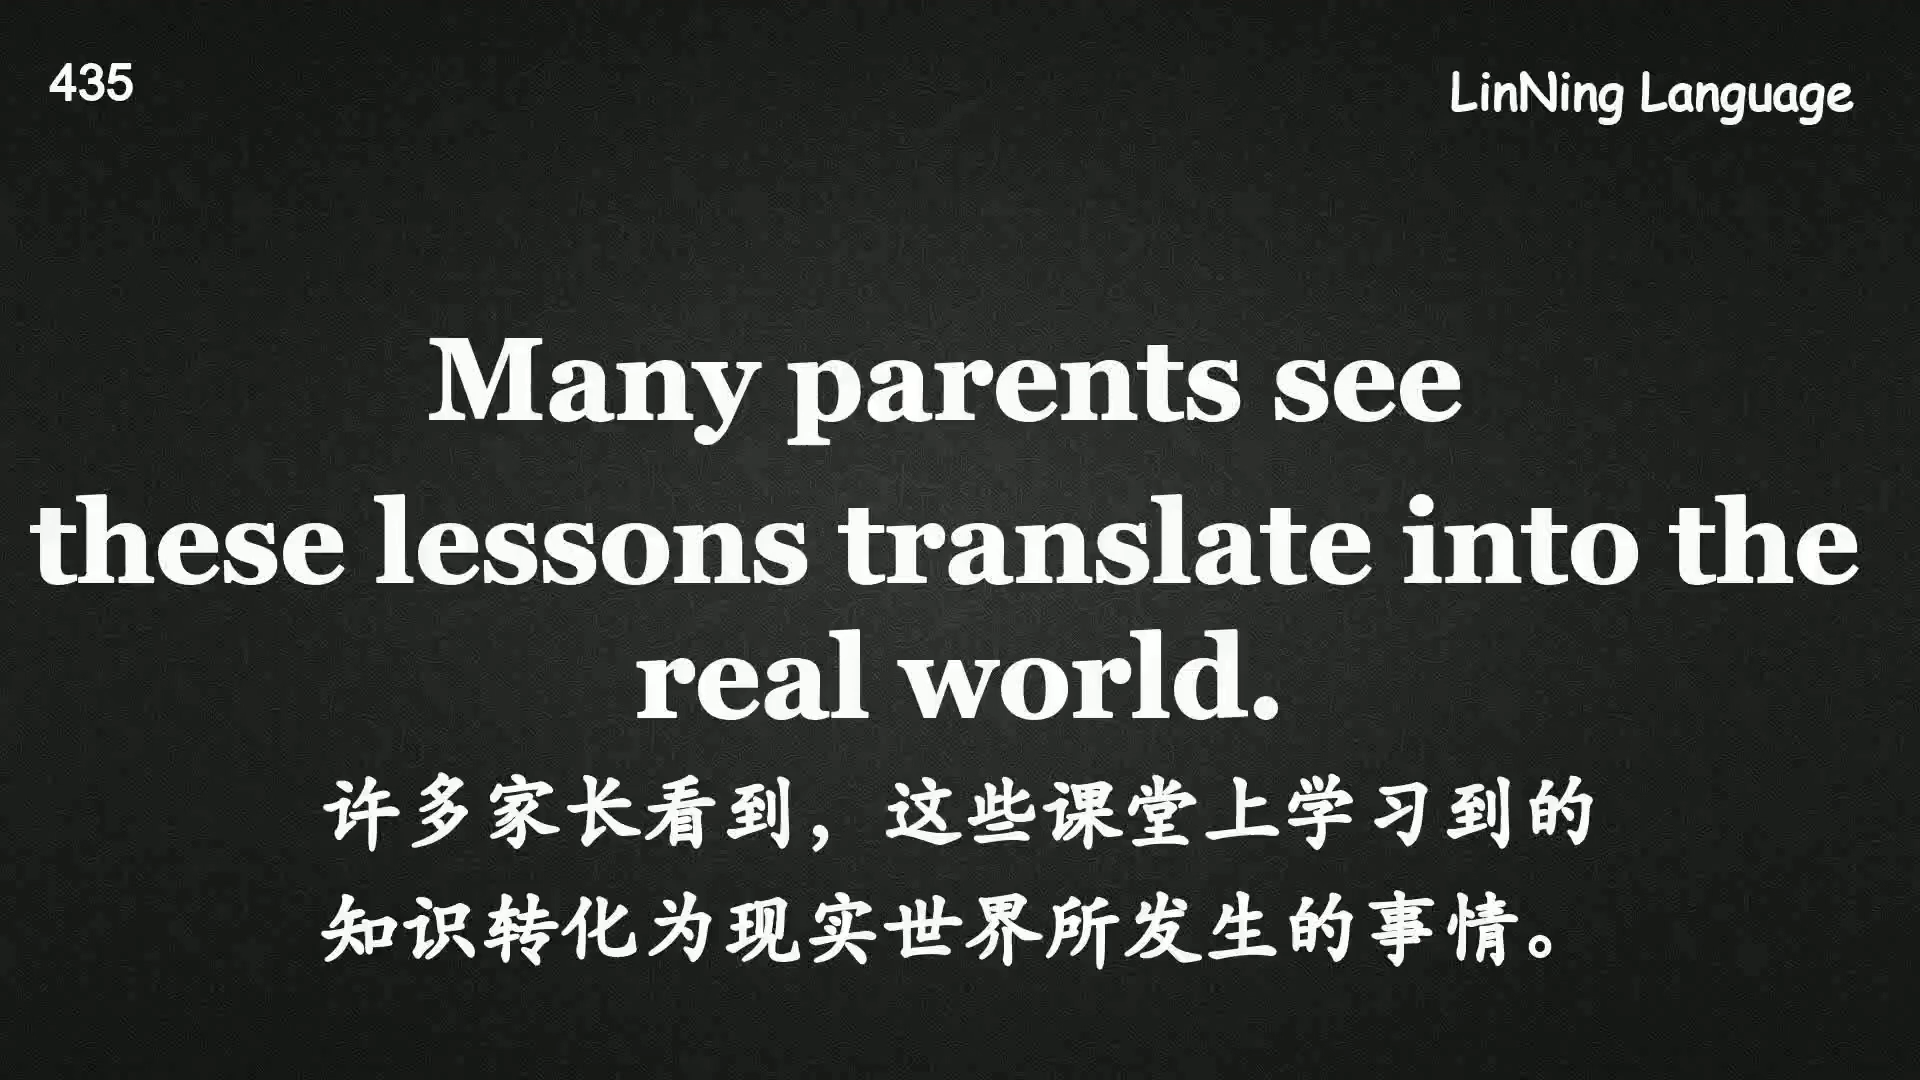 435
LinNing Language
Many parents see
these lessons translate into the
real world.
许多家长看到，这些课堂上学习到的
知识转化为现实世界所发生的事情。